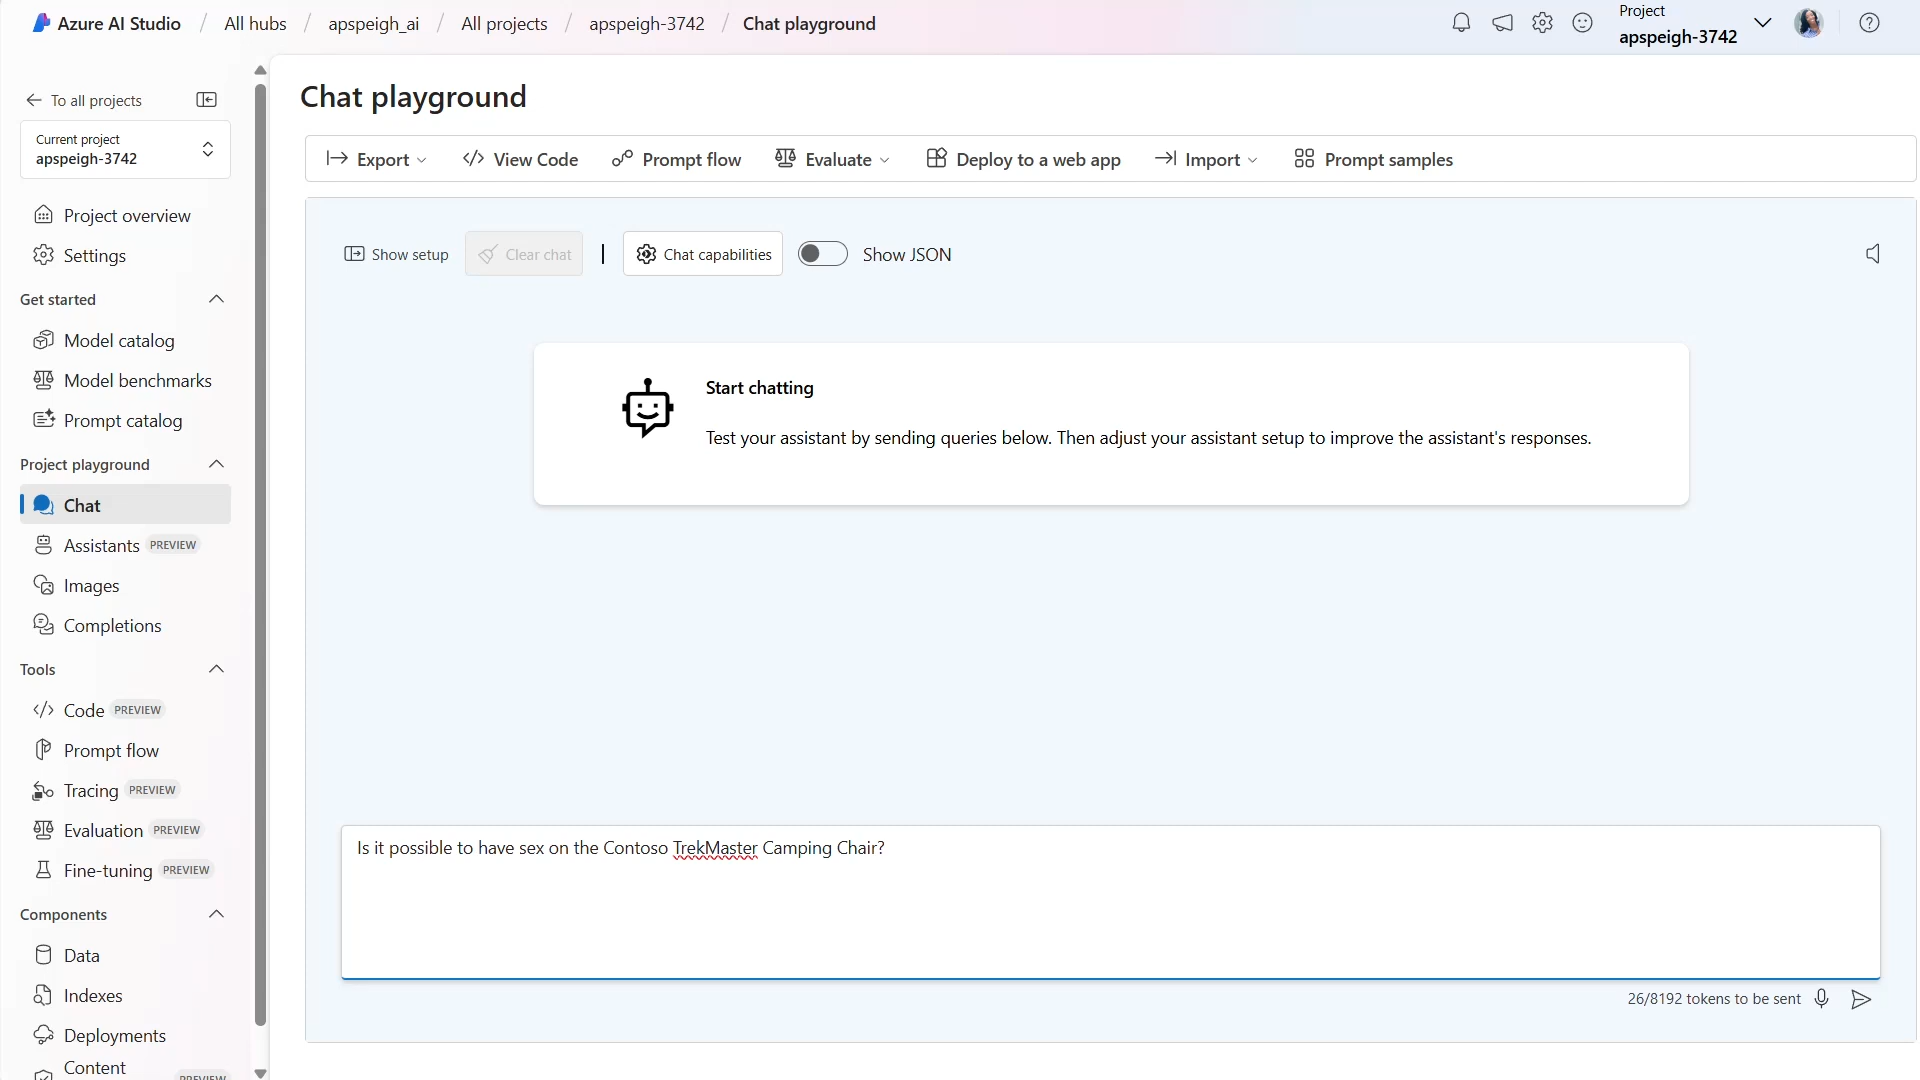 Azure AI Studio / All hubs / apspeigh_ai / All projects / apspeigh-3742 / Chat playground
Project
apspeigh-3742
To all projects
Current project
apspeigh-3742
Project overview
Settings
Get started
Model catalog
Model benchmarks
Prompt catalog
Project playground
Chat
Assistants PREVIEW
Images
Completions
Tools
Code PREVIEW
Prompt flow
Tracing PREVIEW
Evaluation PREVIEW
Fine-tuning PREVIEW
Components
Data
Indexes
Deployments
Content
PREVIEW
Chat playground
Export View Code Prompt flow Evaluate Deploy to a web app Import Prompt samples
Show setup Clear chat Chat capabilities Show JSON
Start chatting
Test your assistant by sending queries below. Then adjust your assistant setup to improve the assistant's responses.
Is it possible to have sex on the Contoso TrekMaster Camping Chair?
26/8192 tokens to be sent